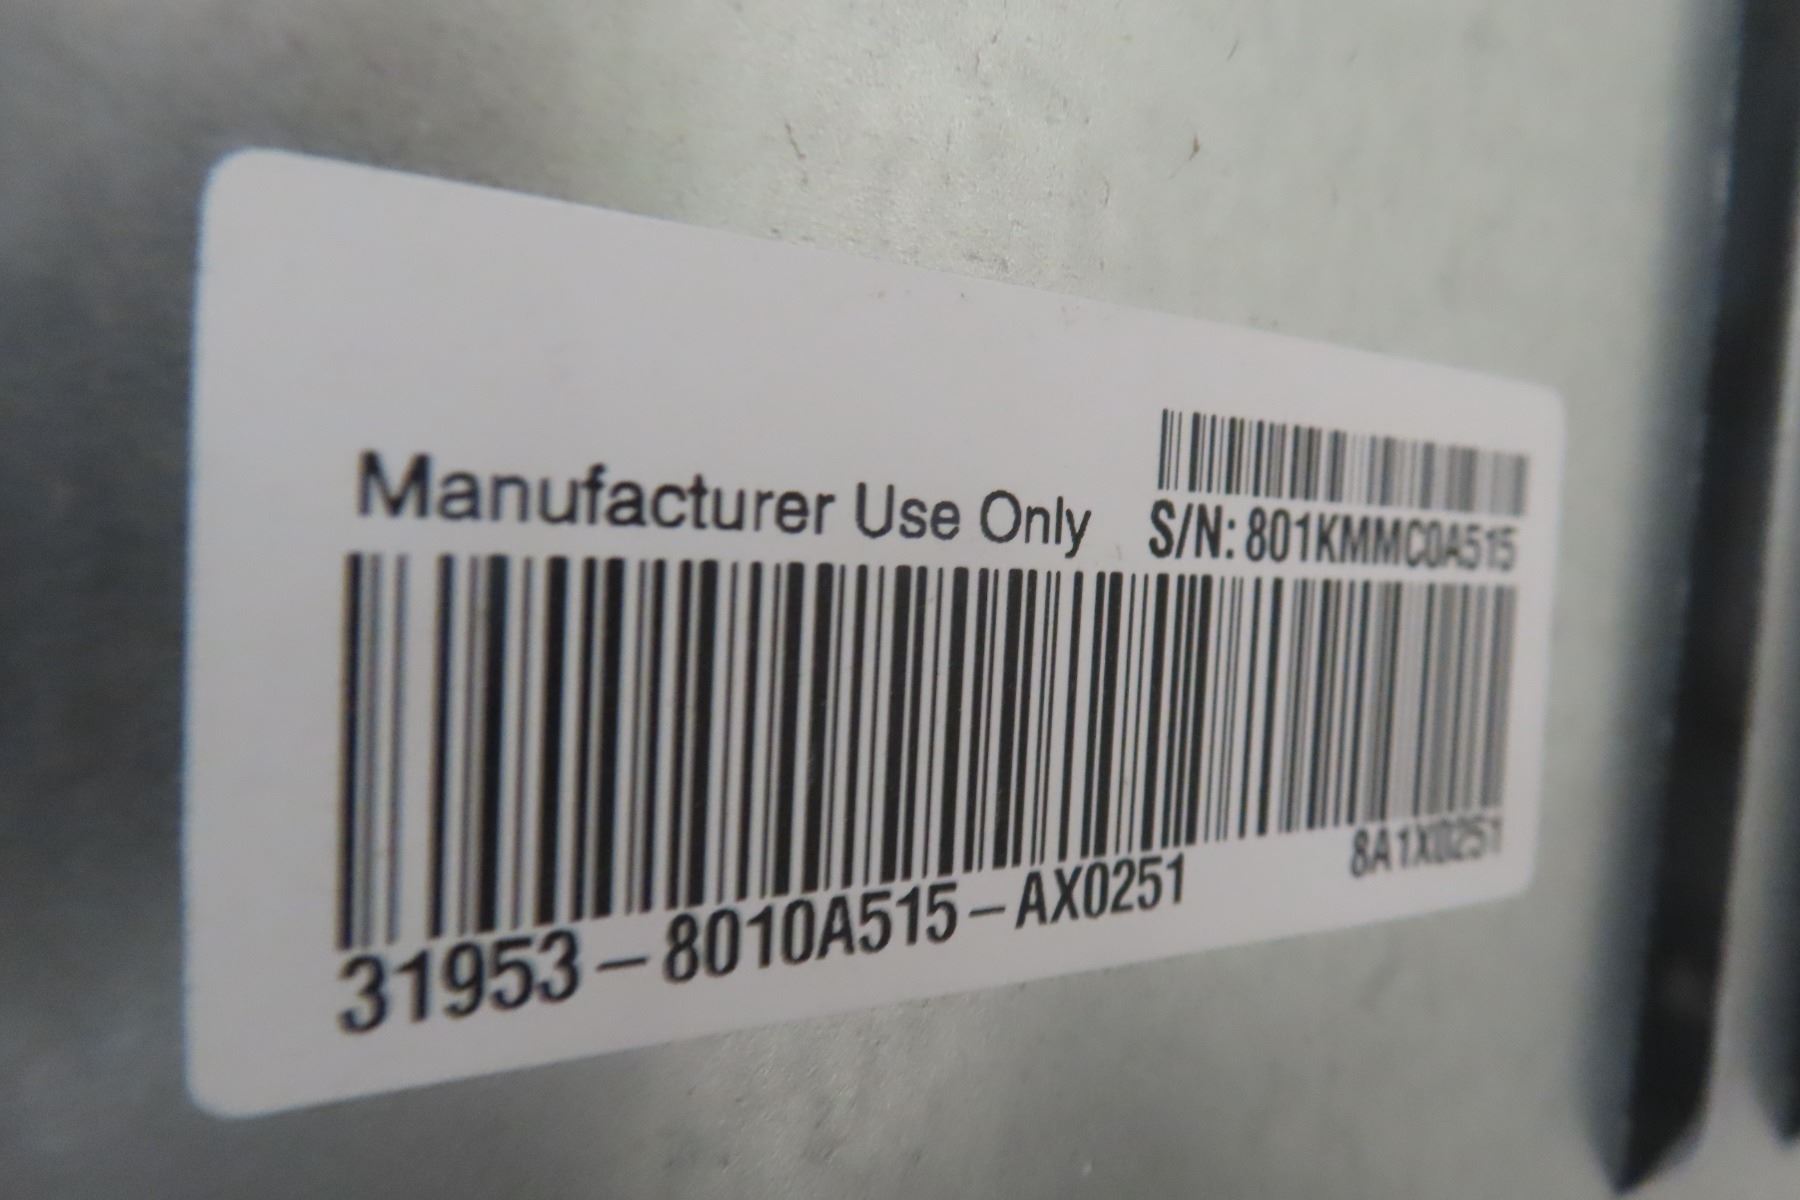 Manufacturer Use Only
S/N: 801KMMC0A515
31953-8010A515-AX0251
8A1X0251